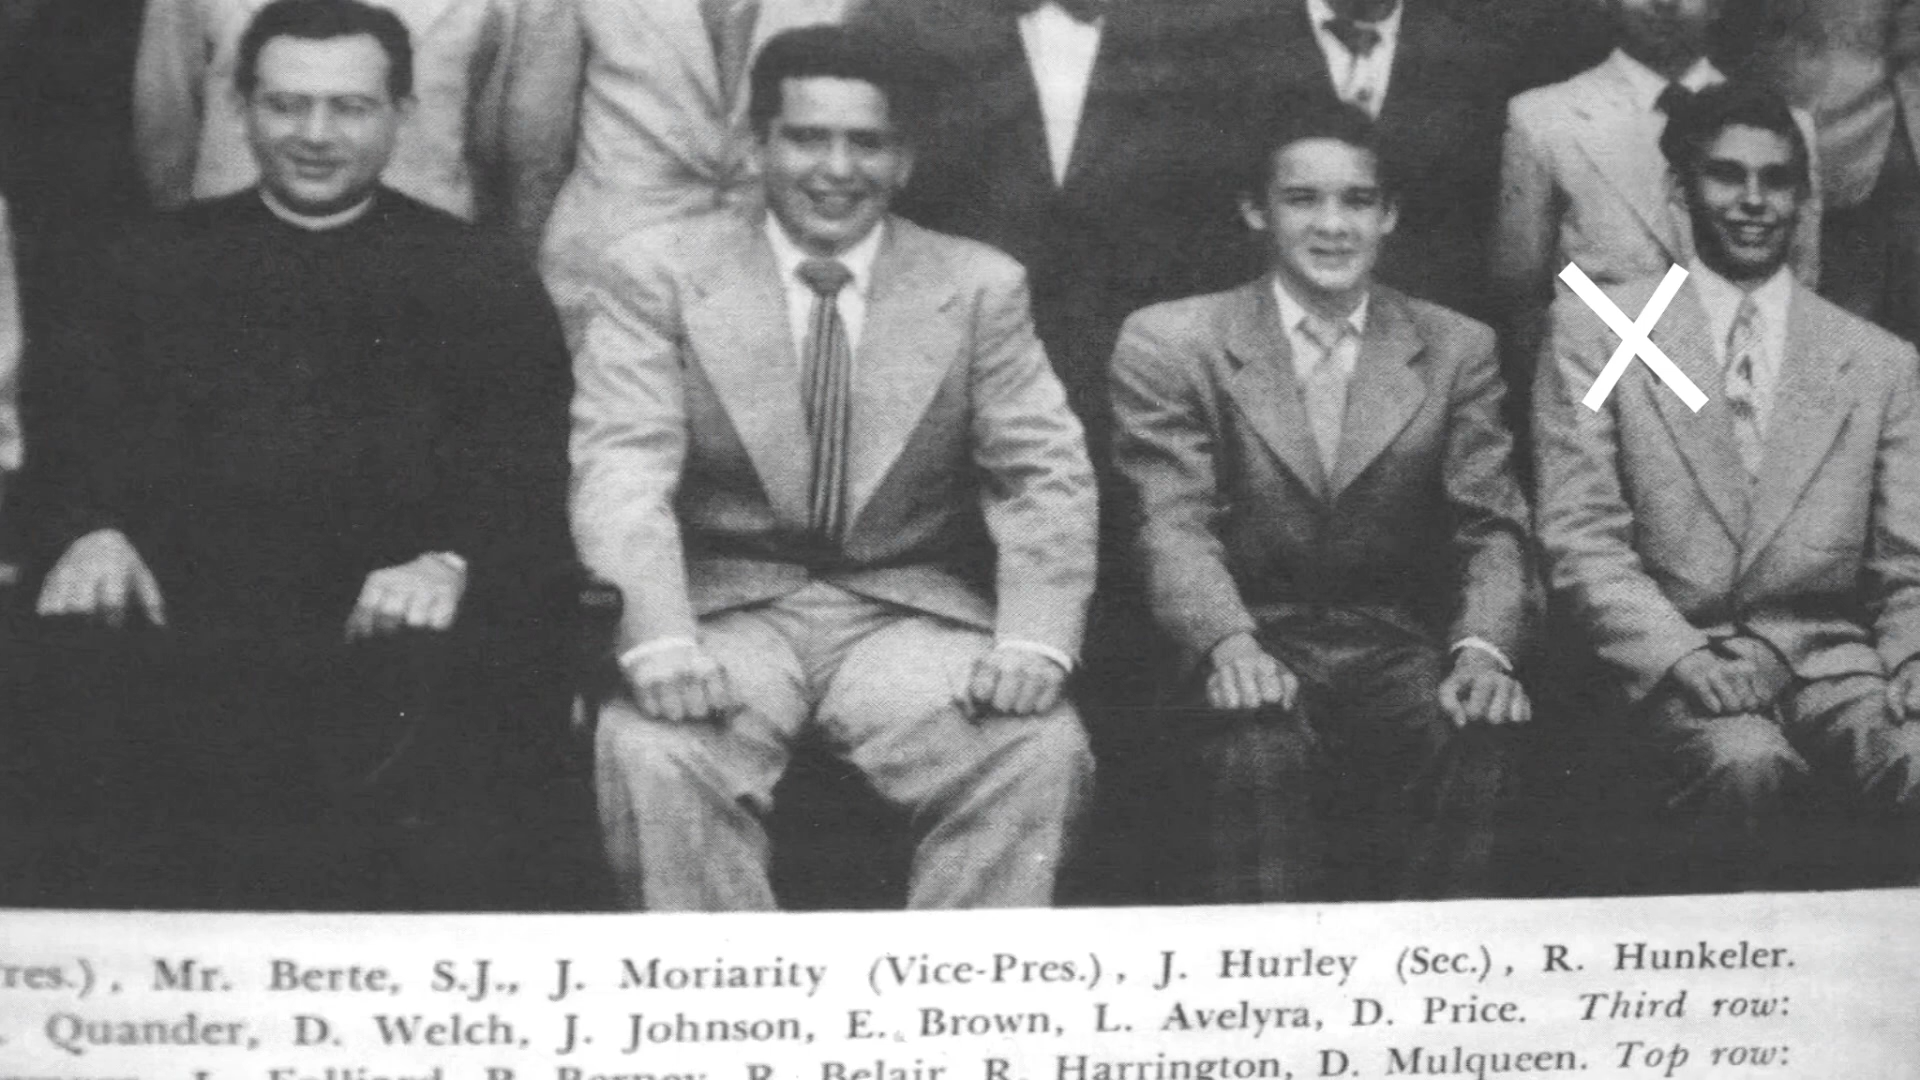 res.), Mr. Berte, S.J., J. Moriarity (Vice-Pres.), J. Hurley (Sec.), R. Hunkeler.
. Quander, D. Welch, J. Johnson, E. Brown, L. Avelyra, D. Price. Third row:
R. Belair, R. Harrington, D. Mulqueen. Top row: